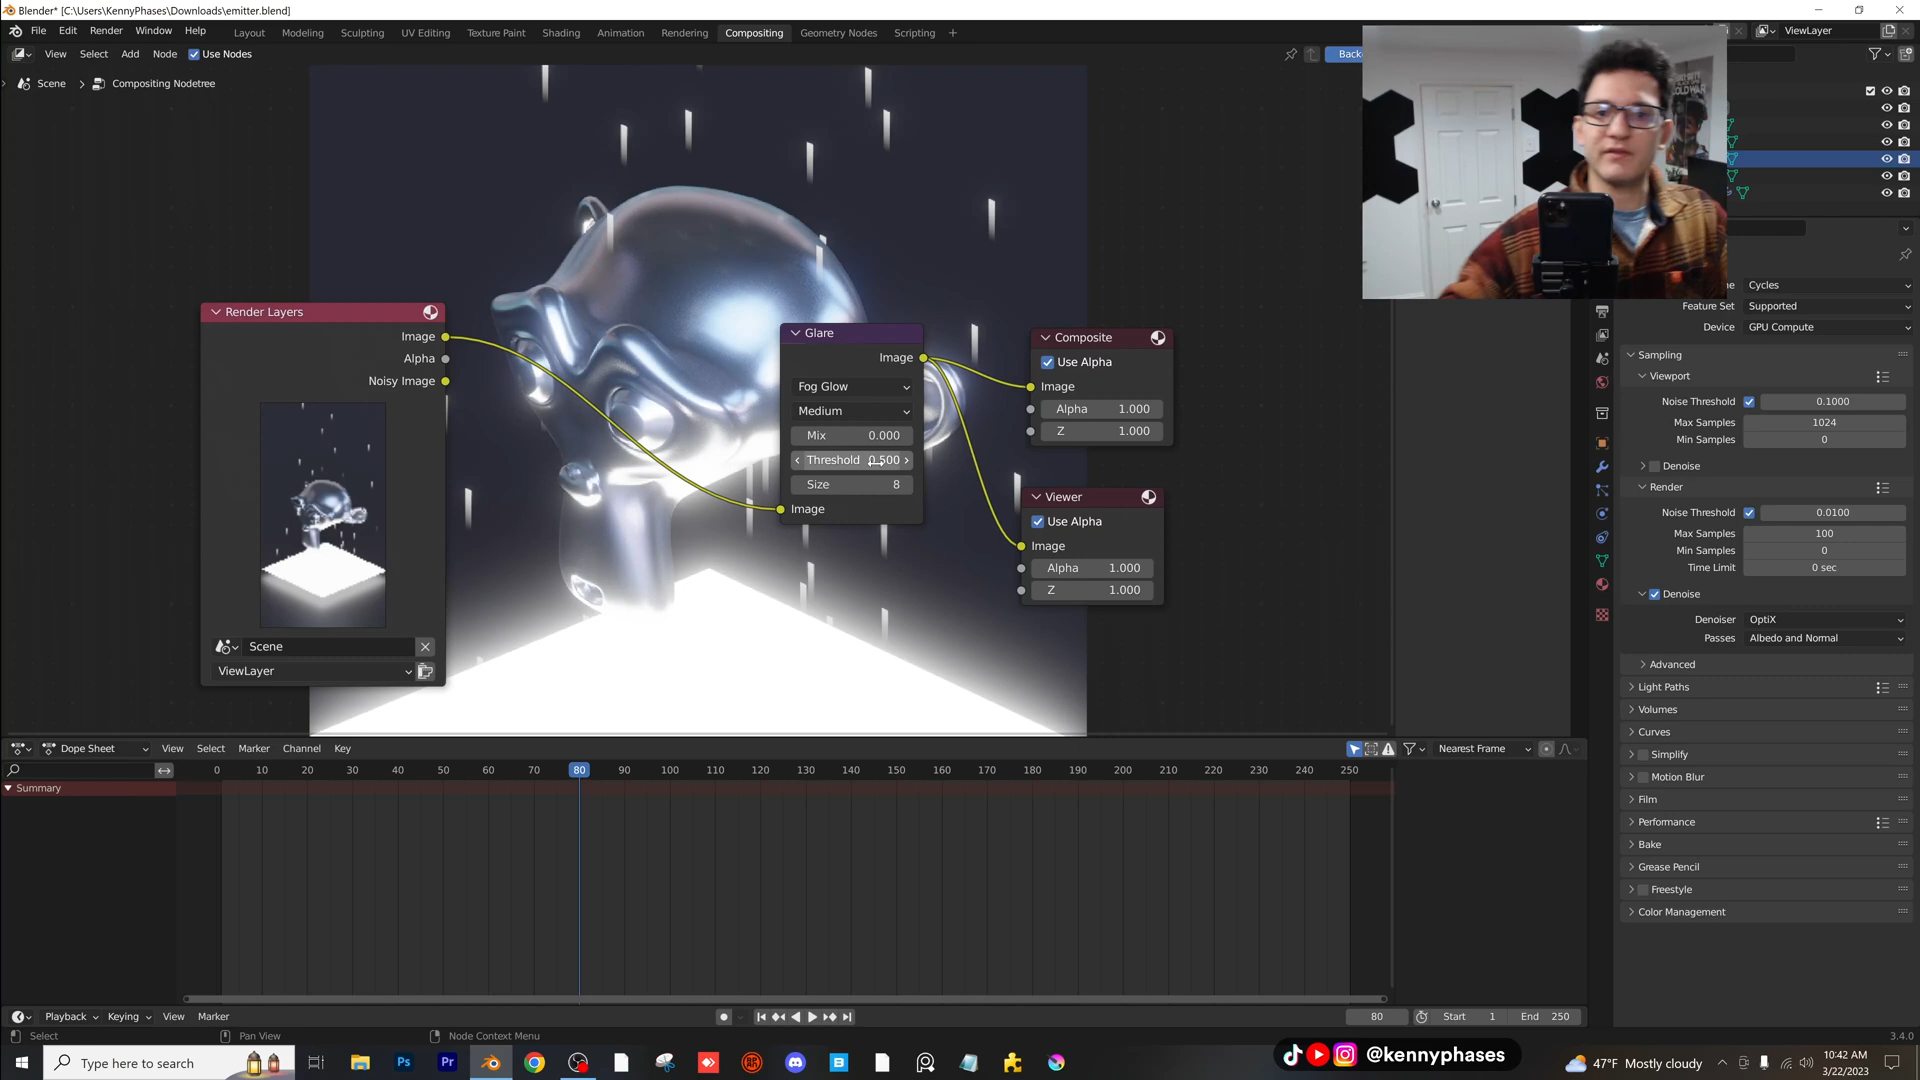 Blender* [C:\Users\KennyPhases\Downloads\emitter.blend]
File Edit Render Window Help Layout Modeling Sculpting UV Editing Texture Paint Shading Animation Rendering Compositing Geometry Nodes Scripting ViewLayer
View Select Add Node Use Nodes
Scene > Compositing Nodetree
Render Layers
Image
Alpha
Noisy Image
Scene
ViewLayer
Glare
Image
Fog Glow
Medium
Mix 0.000
Threshold 0.500
Size 8
Image
Composite
Use Alpha
Image
Alpha 1.000
Z 1.000
Viewer
Use Alpha
Image
Alpha 1.000
Z 1.000
Cycles
Feature Set Supported
Device GPU Compute
Sampling
Viewport
Noise Threshold 0.1000
Max Samples 1024
Min Samples 0
Denoise
Render
Noise Threshold 0.0100
Max Samples 100
Min Samples 0
Time Limit 0 sec
Denoise
Denoiser OptiX
Passes Albedo and Normal
Advanced
Light Paths
Volumes
Curves
Simplify
Motion Blur
Film
Performance
Bake
Grease Pencil
Freestyle
Color Management
Dope Sheet View Select Marker Channel Key Nearest Frame
0 10 20 30 40 50 60 70 80 90 100 110 120 130 140 150 160 170 180 190 200 210 220 230 240 250
Summary
Playback Keying View Marker 80 Start 1 End 250
Select Pan View Node Context Menu 3.4.0
Type here to search
Ps Pr
@kennyphases
47°F Mostly cloudy
10:42 AM
3/22/2023